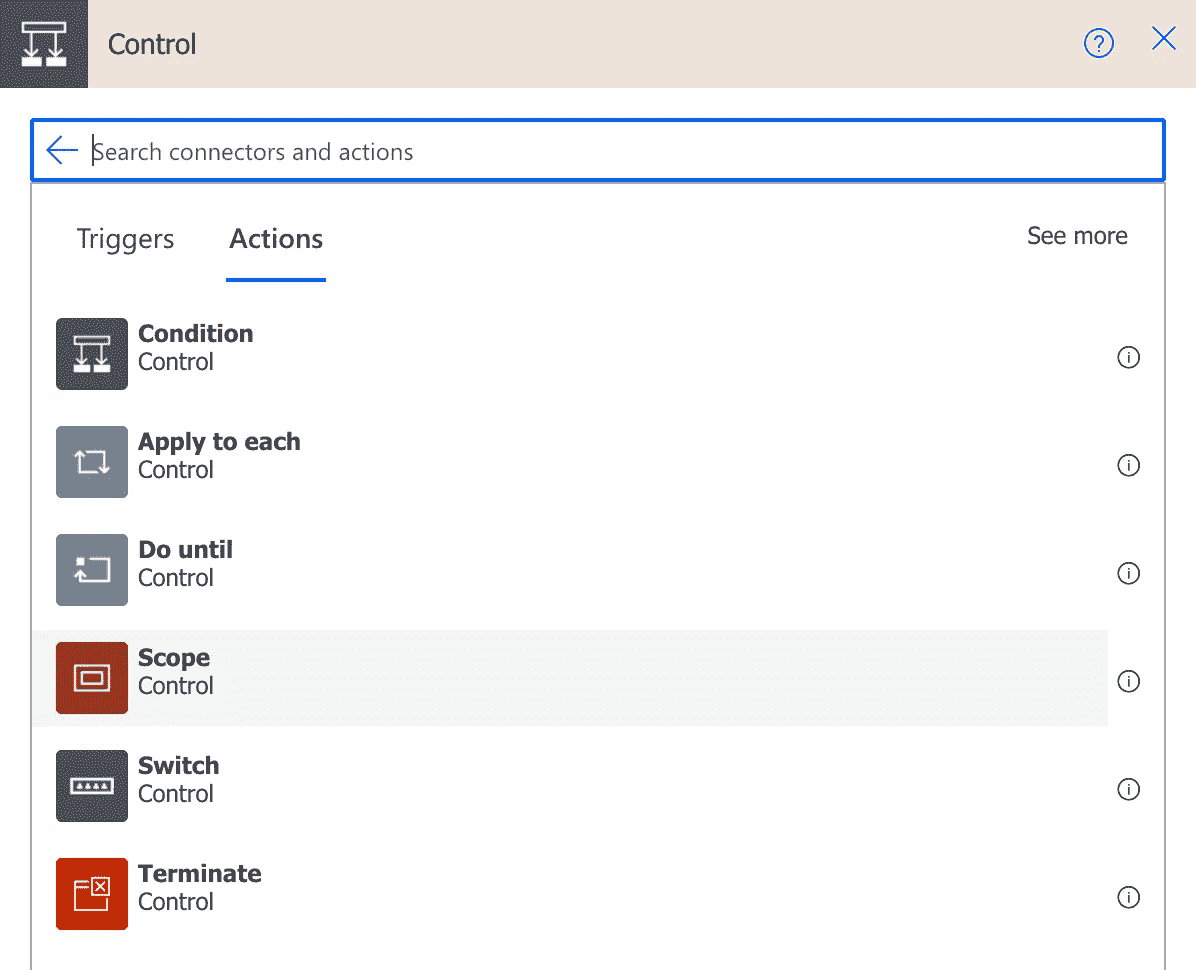 Control
Search connectors and actions
Triggers Actions See more
Condition
Control
Apply to each
Control
Do until
Control
Scope
Control
Switch
Control
Terminate
Control